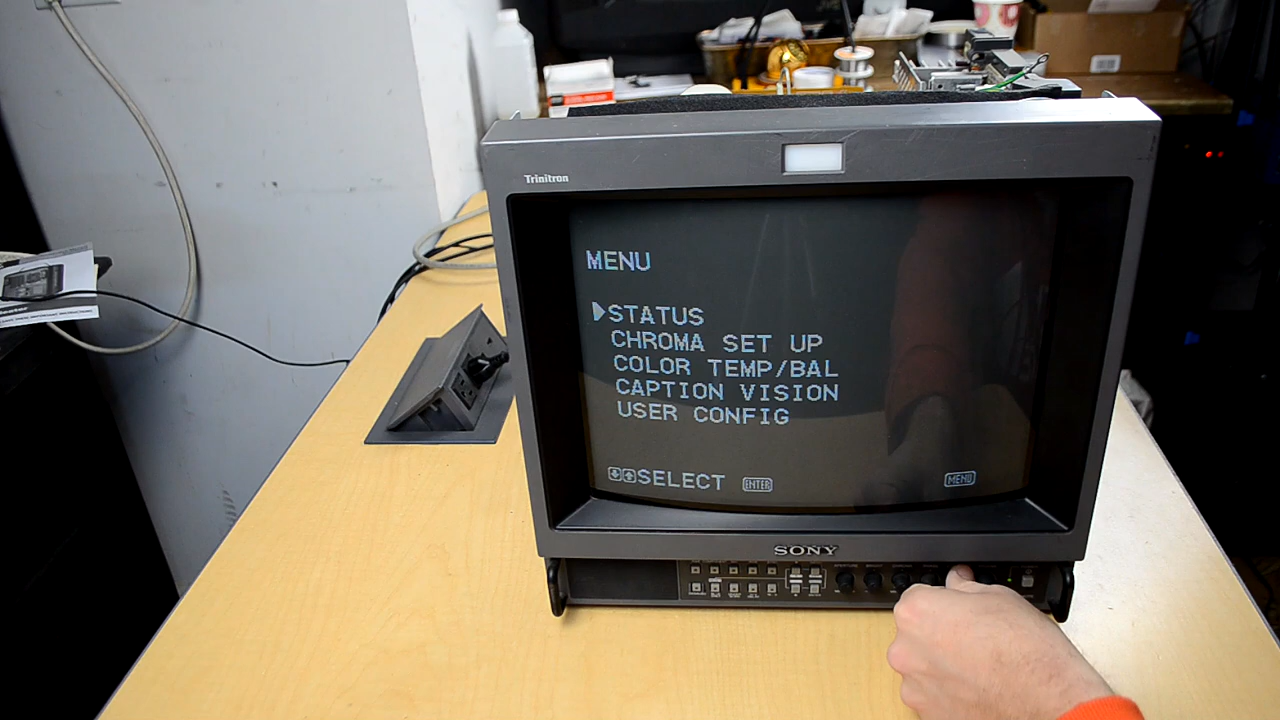 Trinitron
MENU
STATUS
CHROMA SET UP
COLOR TEMP/BAL
CAPTION VISION
USER CONFIG
SELECT ENTER MENU
SONY